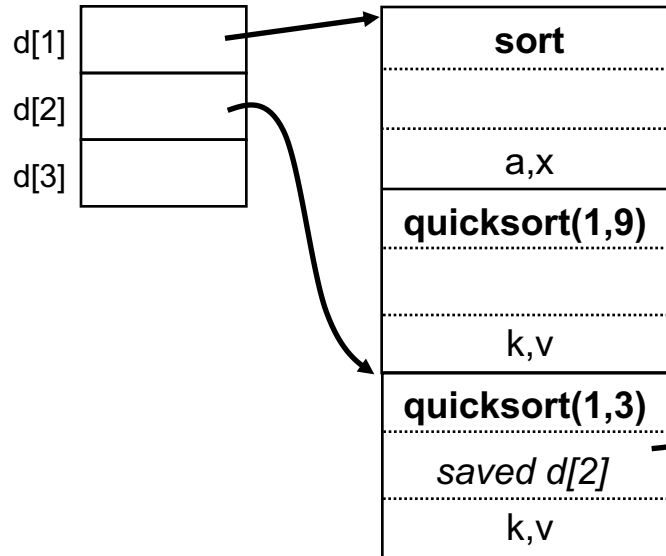 d[1]
d[2]
d[3]
sort
a,x
quicksort(1,9)
k,v
quicksort(1,3)
saved d[2]
k,v